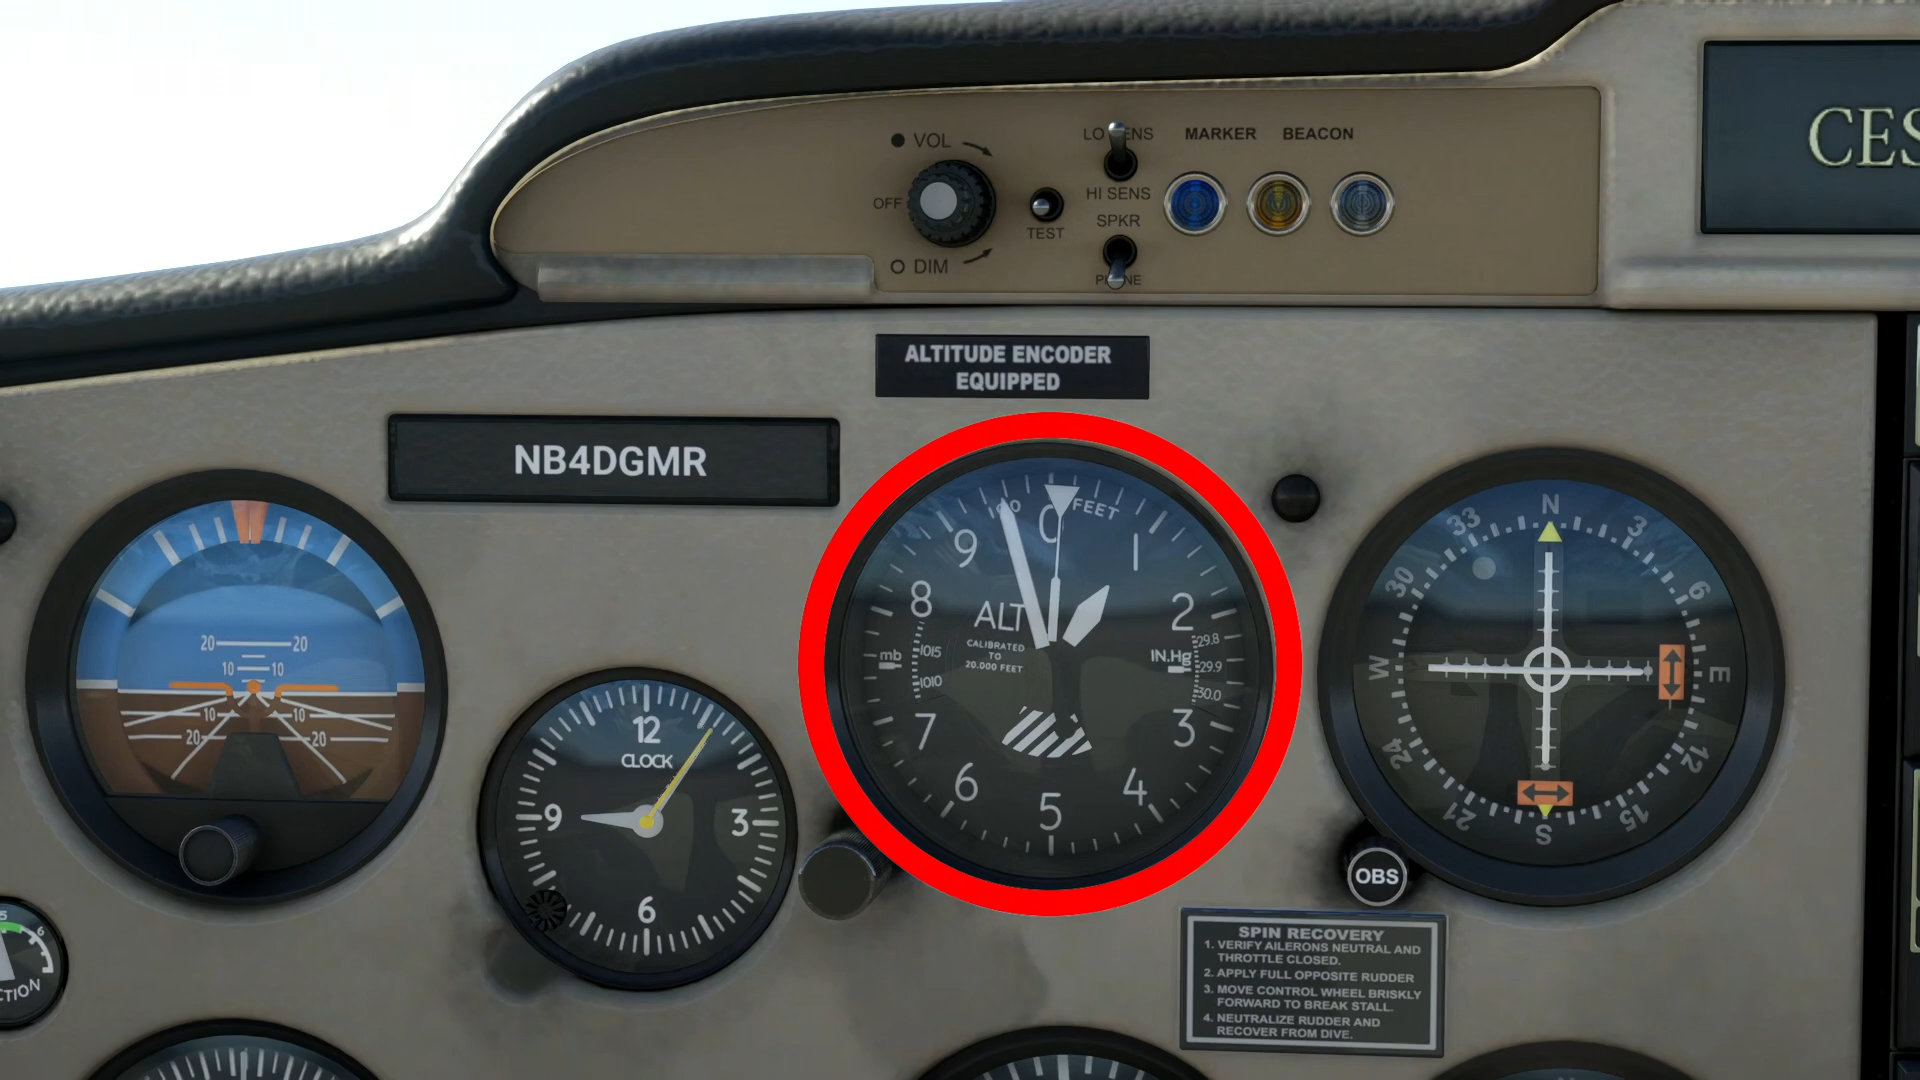 VOL
OFF
DIM
TEST
HI SENS
SPKR
MARKER BEACON
CES
ALTITUDE ENCODER
EQUIPPED
NB4DGMR
20 20
10 10
10 10
20 20
12
CLOCK
9 3
6
5
6
0 FEET
9 1
8 2
ALT
CALIBRATED
TO
20.000 FEET
mb
1015
1010
IN.Hg
29.8
29.9
30.0
7 3
6 4
5
N
33 3
30 6
W E
24 12
21 15
S
OBS
SPIN RECOVERY
1. VERIFY AILERONS NEUTRAL AND
THROTTLE CLOSED.
2. APPLY FULL OPPOSITE RUDDER
3. MOVE CONTROL WHEEL BRISKLY
FORWARD TO BREAK STALL.
4. NEUTRALIZE RUDDER AND
RECOVER FROM DIVE.